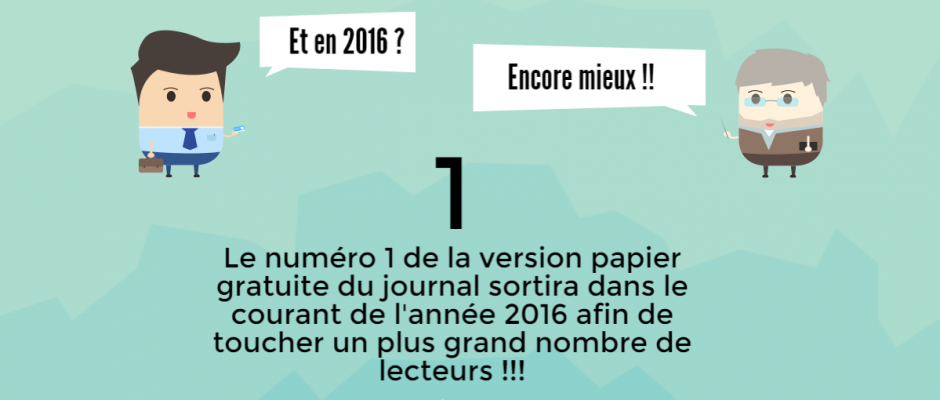 Et en 2016 ?
Encore mieux !!
1
Le numéro 1 de la version papier
gratuite du journal sortira dans le
courant de l'année 2016 afin de
toucher un plus grand nombre de
lecteurs !!!